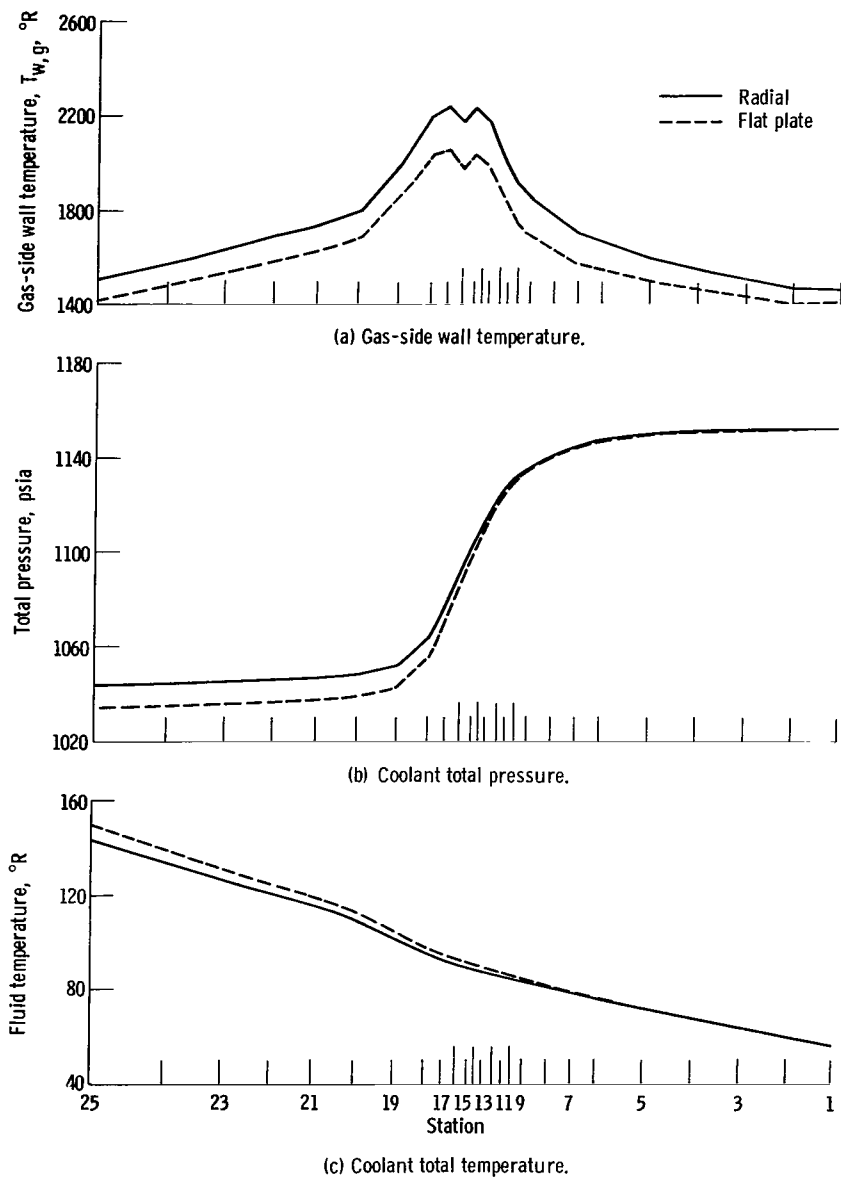 Gas-side wall temperature, T_w,g, °R
2600
2200
1800
1400
Radial
Flat plate
(a) Gas-side wall temperature.
Total pressure, psia
1180
1140
1100
1060
1020
(b) Coolant total pressure.
Fluid temperature, °R
160
120
80
40
25 23 21 19 17 15 13 11 9 7 5 3 1
Station
(c) Coolant total temperature.